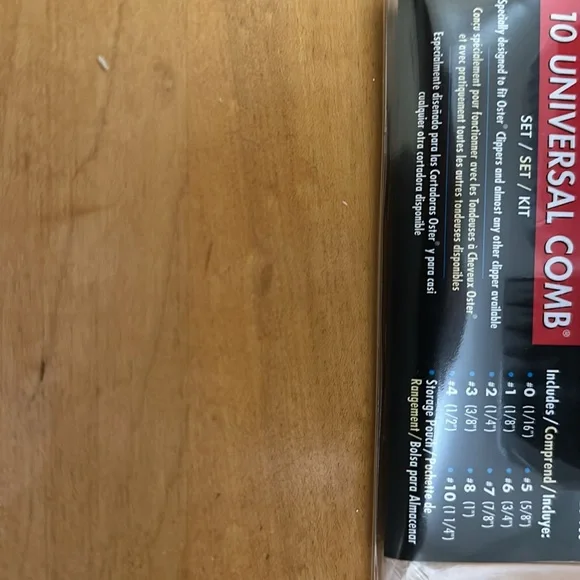 10 UNIVERSAL COMB®
SET / SET / KIT
Specially designed to fit Oster® Clippers and almost any other clipper available
Conçu spécialement pour fonctionner avec les Tondeuses à Cheveux Oster®
et avec pratiquement toutes les autres tondeuses disponibles
Especialmente diseñado para las Cortadoras Oster® y para casi
cualquier otra cortadora disponible
Includes / Comprend / Incluye:
• #0 (1/16")
• #1 (1/8")
• #2 (1/4")
• #3 (3/8")
• #4 (1/2")
• #5 (5/8")
• #6 (3/4")
• #7 (7/8")
• #8 (1")
• #10 (1 1/4")
• Storage Pouch / Pochette de
Rangement / Bolsa para Almacenar